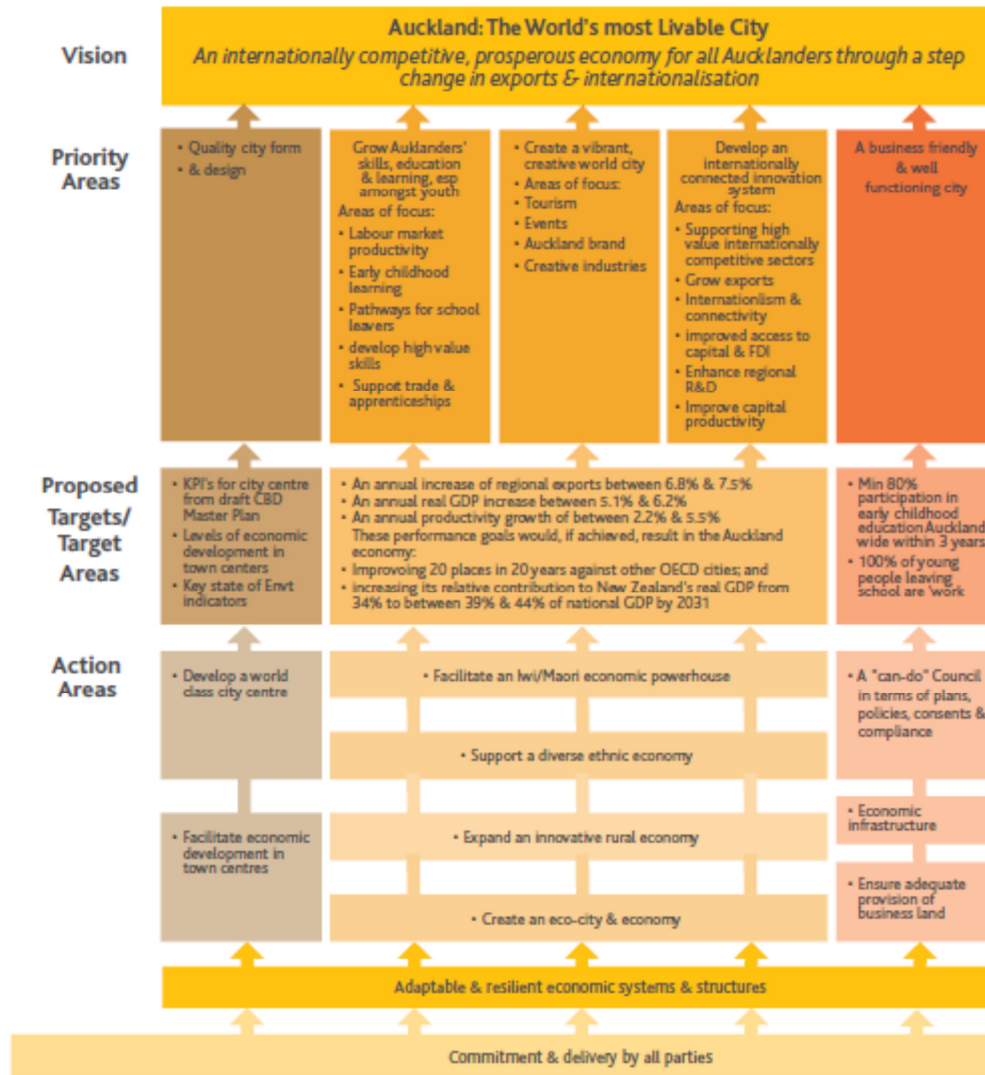 Vision
Auckland: The World's most Livable City
An internationally competitive, prosperous economy for all Aucklanders through a step
change in exports & internationalisation
Priority
Areas
• Quality city form
• & design
Grow Auklanders'
skills, education
& learning, esp
amongst youth
Areas of focus:
• Labour market
productivity
• Early childhood
learning
• Pathways for school
leavers
• develop high value
skills
• Support trade &
apprenticeships
• Create a vibrant,
creative world city
• Areas of focus:
• Tourism
• Events
• Auckland brand
• Creative industries
Develop an
internationally
connected innovation
system
Areas of focus:
• Supporting high
value internationally
competitive sectors
• Grow exports
• Internationlism &
connectivity
• improved access to
capital & FDI
• Enhance regional
R&D
• Improve capital
productivity
A business friendly
& well
functioning city
Proposed
Targets/
Target
Areas
• KPI's for city centre
from draft CBD
Master Plan
• Levels of economic
development in
town centers
• Key state of Envt
indicators
• An annual increase of regional exports between 6.8% & 7.5%
• An annual real GDP increase between 5.1% & 6.2%
• An annual productivity growth of between 2.2% & 5.5%
These performance goals would, if achieved, result in the Auckland
economy:
• Improvoing 20 places in 20 years against other OECD cities; and
• increasing its relative contribution to New Zealand's real GDP from
34% to between 39% & 44% of national GDP by 2031
• Min 80%
participation in
early childhood
education Auckland
wide within 3 years
• 100% of young
people leaving
school are 'work
Action
Areas
• Develop a world
class city centre
• Facilitate economic
development in
town centres
• Facilitate an Iwi/Maori economic powerhouse
• Support a diverse ethnic economy
• Expand an innovative rural economy
• Create an eco-city & economy
• A "can-do" Council
in terms of plans,
policies, consents &
compliance
• Economic
infrastructure
• Ensure adequate
provision of
business land
Adaptable & resilient economic systems & structures
Commitment & delivery by all parties